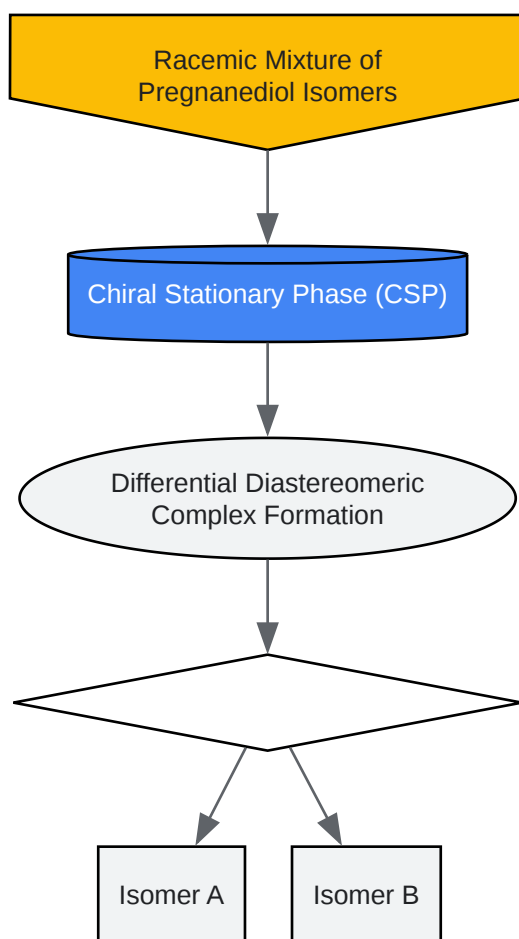 Racemic Mixture of
Pregnanediol Isomers
Chiral Stationary Phase (CSP)
Differential Diastereomeric
Complex Formation
Isomer A
Isomer B